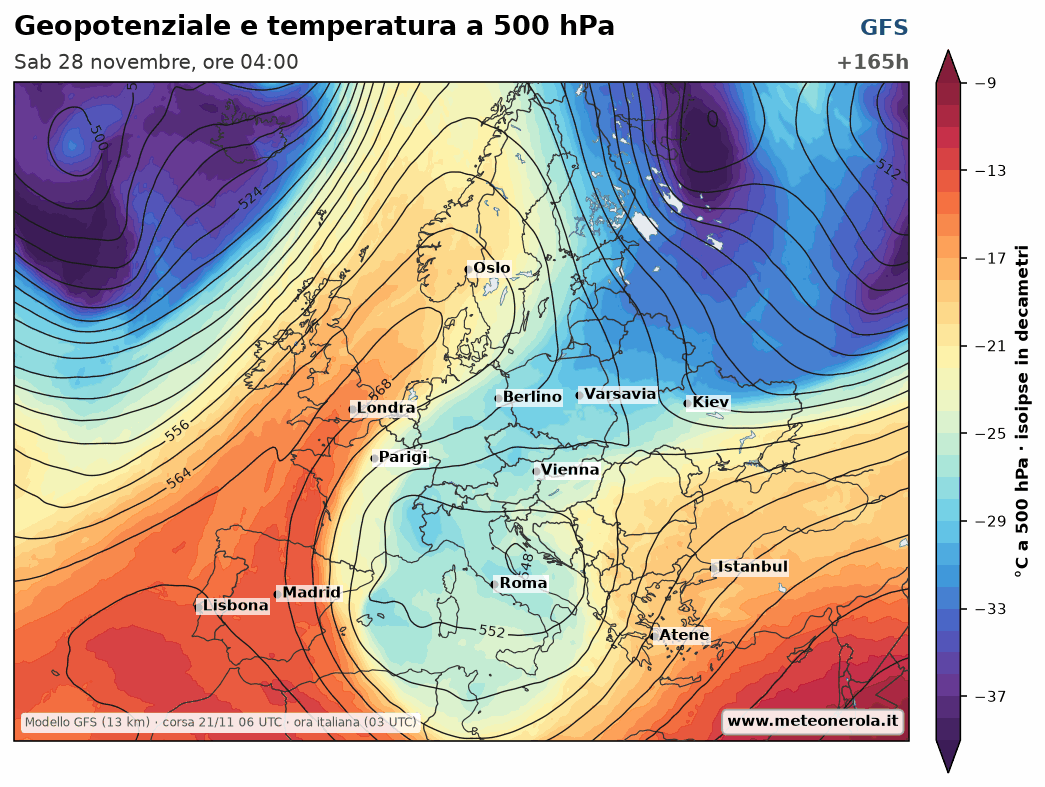 Geopotenziale e temperatura a 500 hPa
GFS
Sab 28 novembre, ore 04:00
+165h
500
524
512
568
556
564
552
Oslo
Berlino
Varsavia
Kiev
Londra
Parigi
Vienna
Istanbul
Roma
Madrid
Lisbona
Atene
−9
−13
−17
−21
−25
−29
−33
−37
°C a 500 hPa · isoipse in decametri
Modello GFS (13 km) · corsa 21/11 06 UTC · ora italiana (03 UTC)
www.meteonerola.it